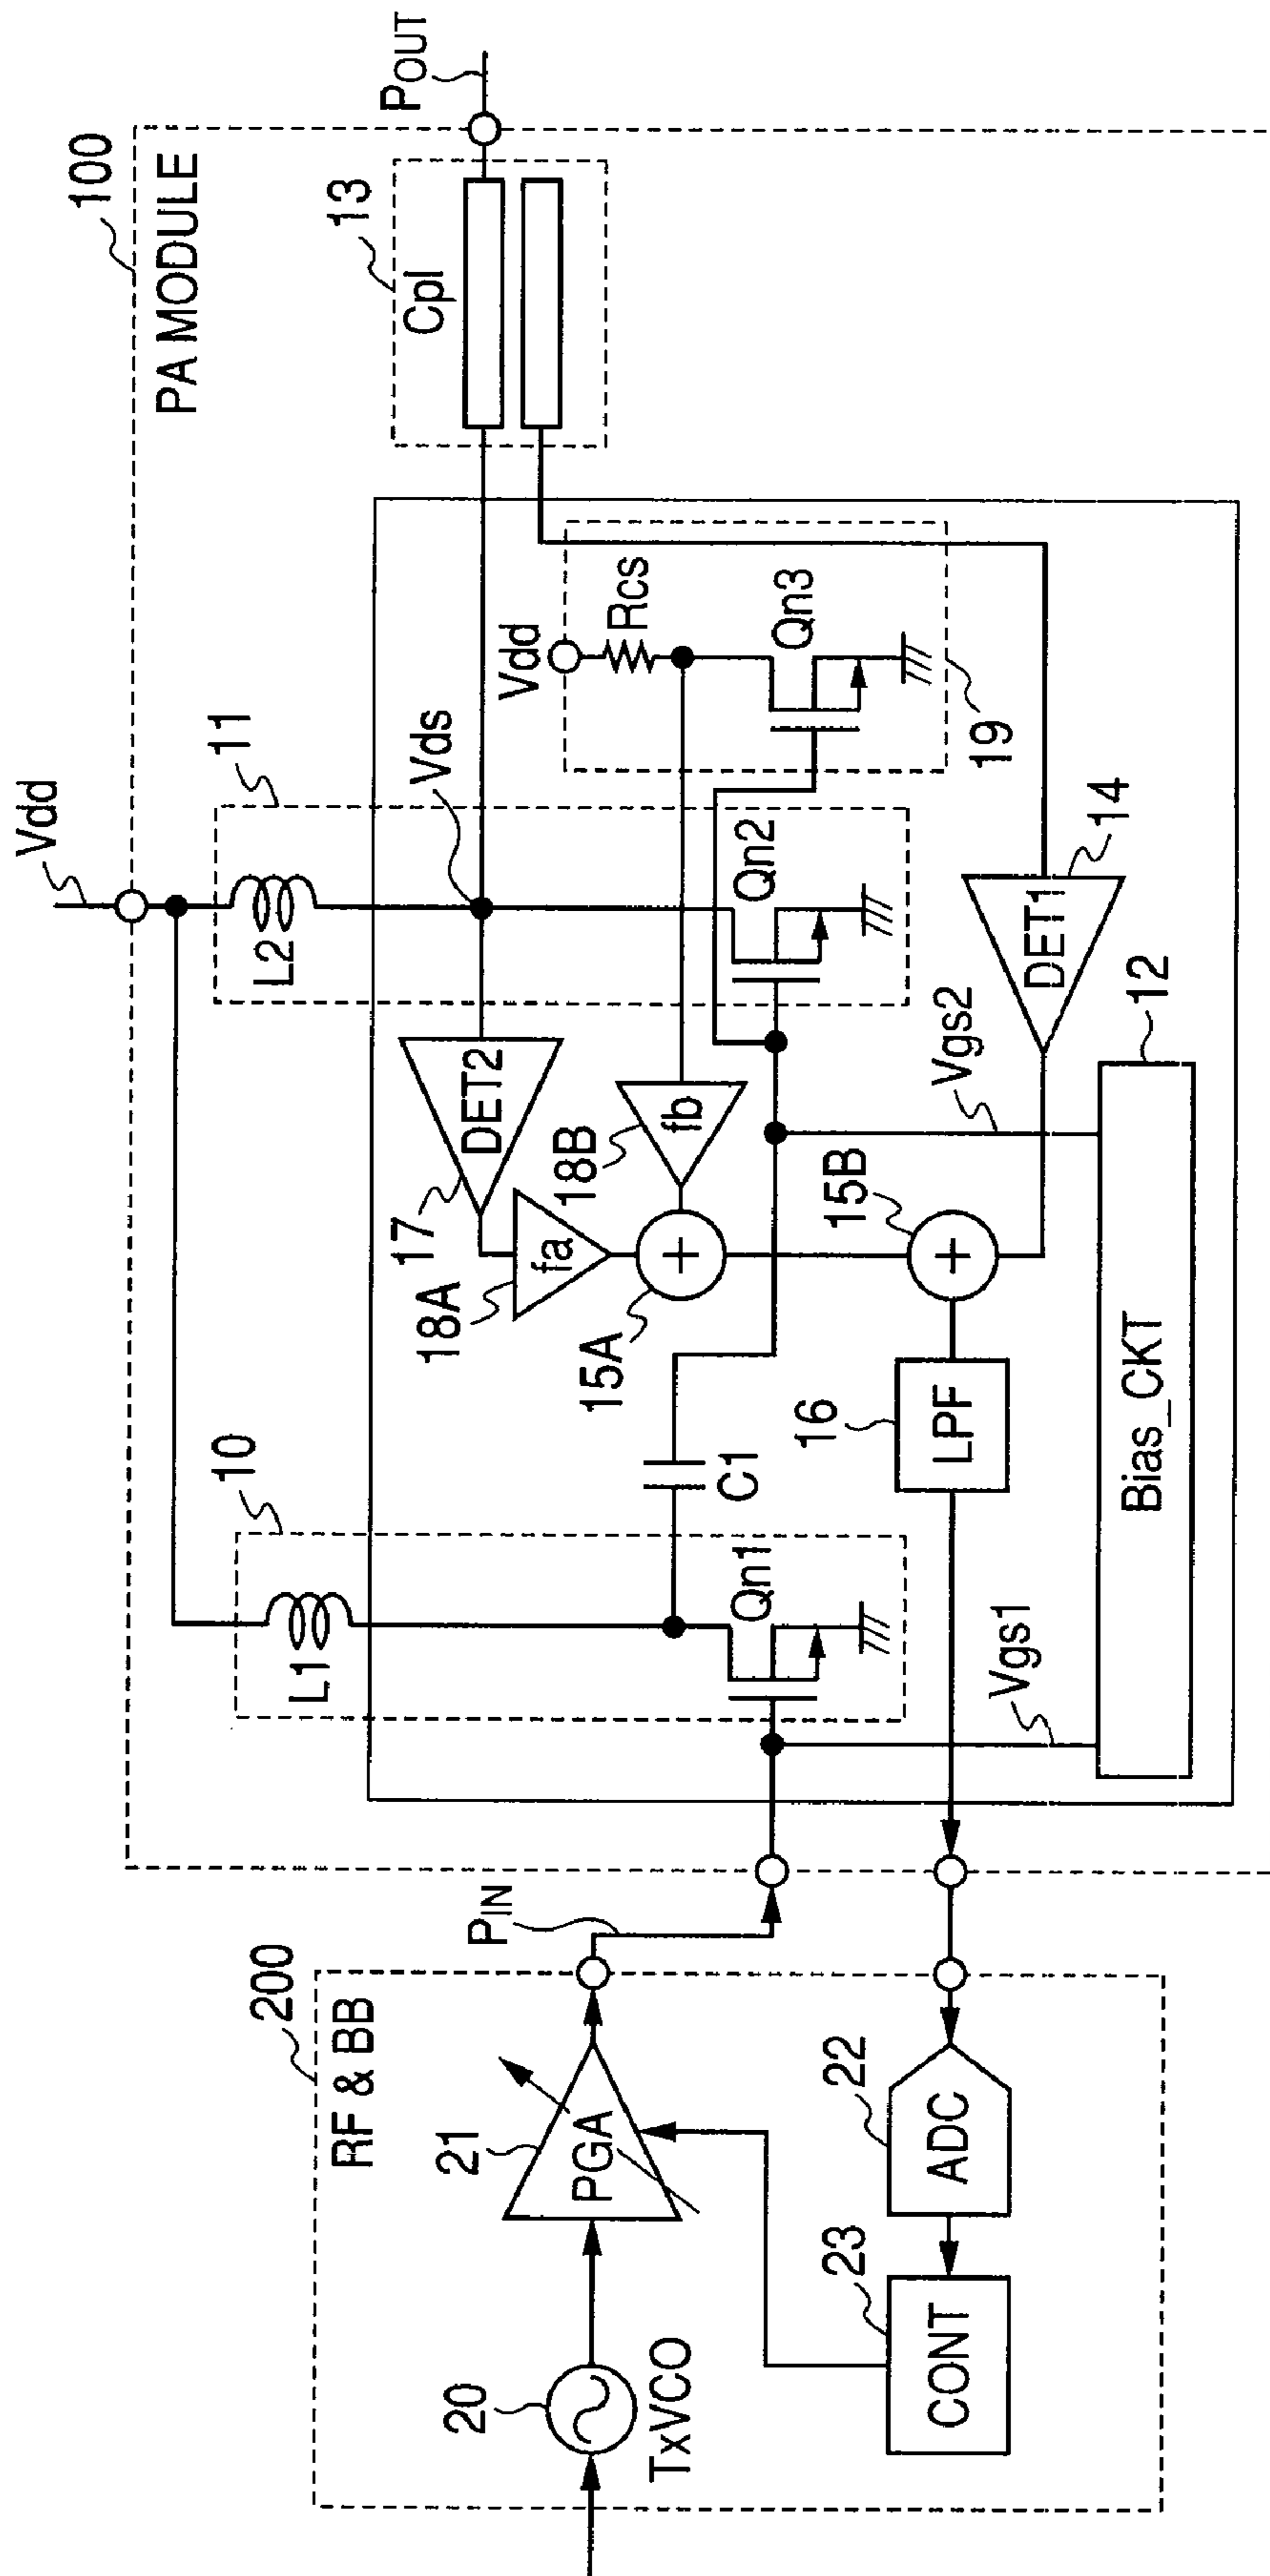 200
RF & BB
20
TxVCO
21
PGA
PIN
22
ADC
23
CONT
100
PA MODULE
Vdd
10
L1
Qn1
C1
Vgs1
11
L2
Vds
Qn2
17
DET2
18A
fa
18B
fb
15A
+
15B
+
16
LPF
Vgs2
12
Bias_CKT
Vdd
Rcs
Qn3
19
14
DET1
13
Cpl
POUT